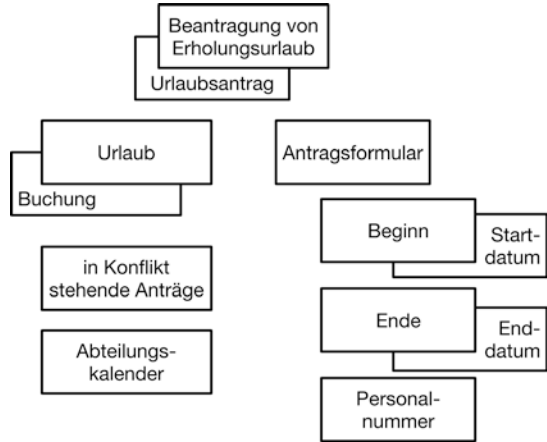 Beantragung von
Erholungsurlaub
Urlaubsantrag
Urlaub
Buchung
Antragsformular
in Konflikt
stehende Anträge
Abteilungs-
kalender
Beginn
Start-
datum
Ende
End-
datum
Personal-
nummer